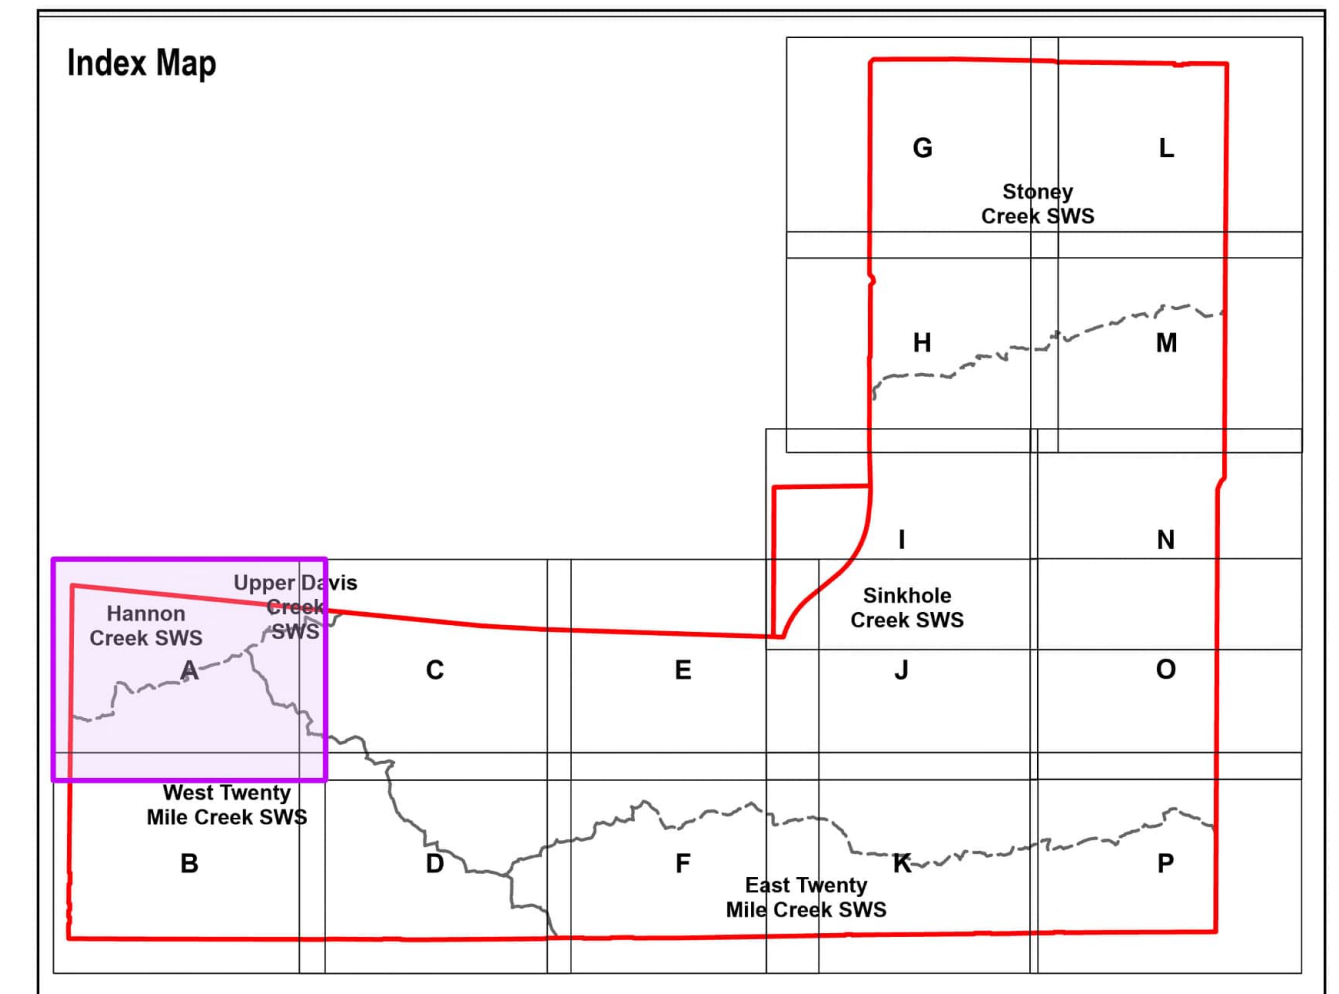 Index Map
G
L
Stoney
Creek SWS
H
M
I
N
Sinkhole
Creek SWS
Upper Davis
Creek
SWS
Hannon
Creek SWS
A
C
E
J
O
West Twenty
Mile Creek SWS
B
D
F
K
P
East Twenty
Mile Creek SWS